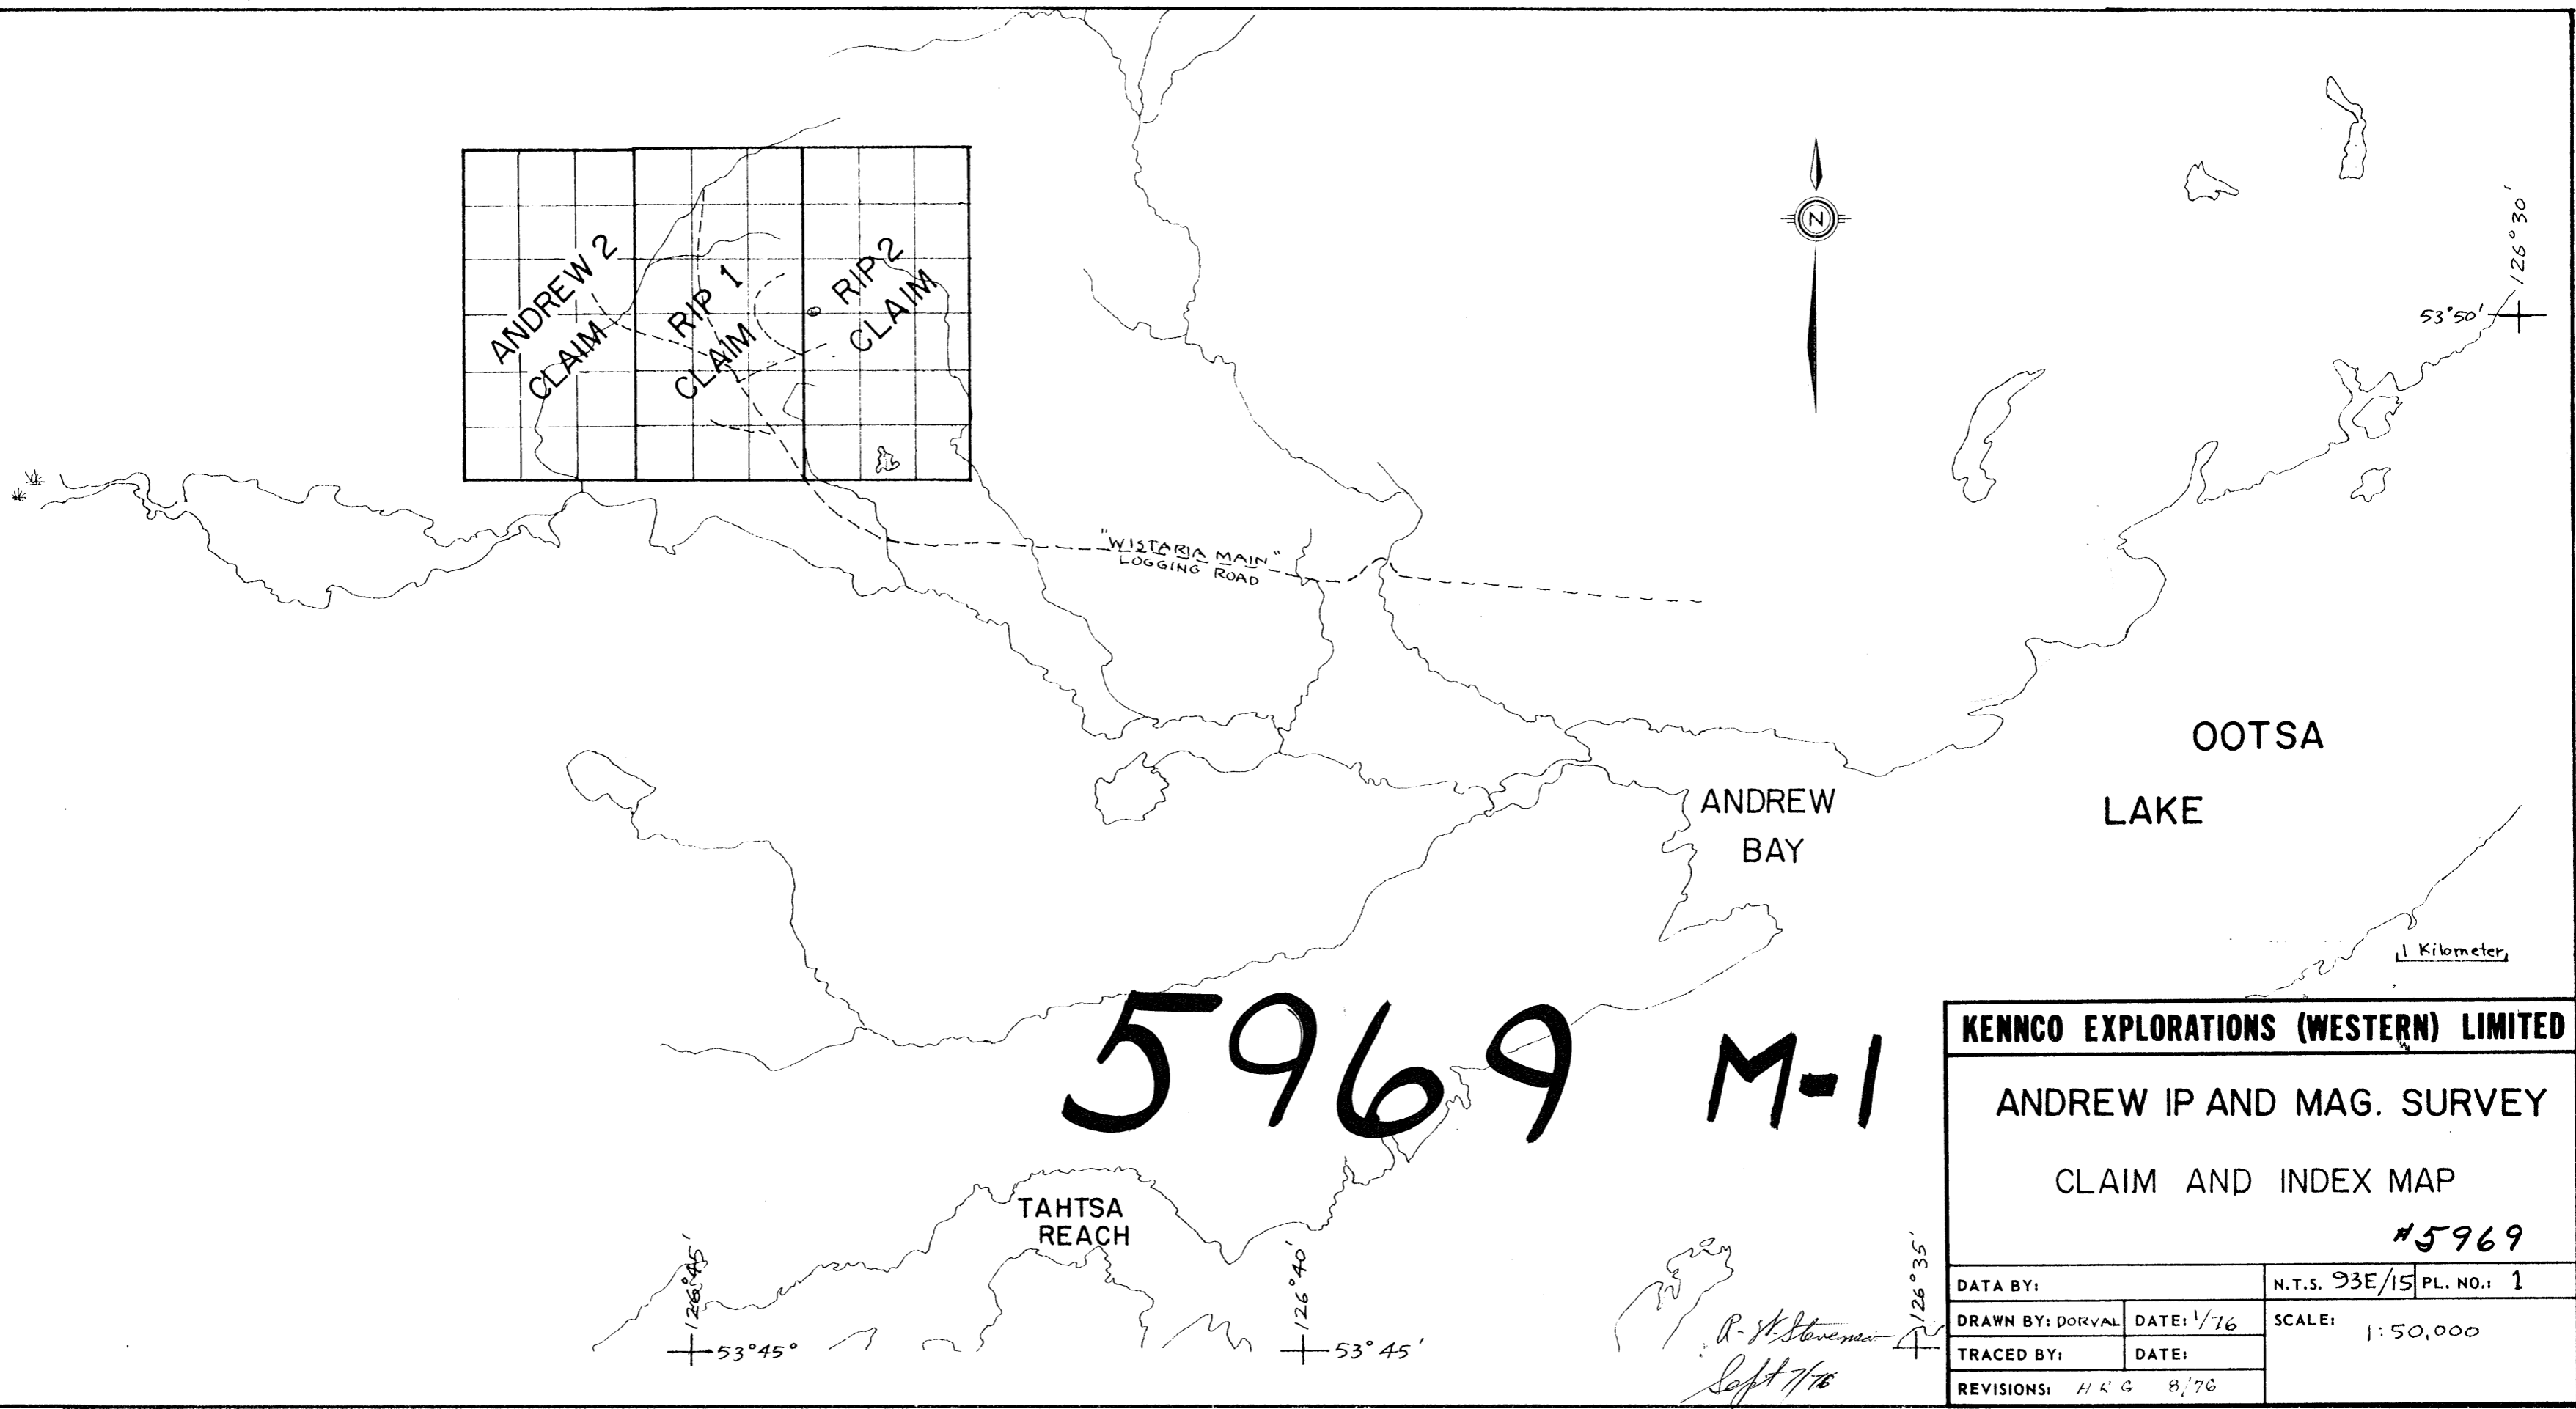 ANDREW 2
CLAIM
RIP 1
CLAIM
RIP 2
CLAIM
N
126°30'
53°50'
"WISTARIA MAIN"
LOGGING ROAD
OOTSA
LAKE
ANDREW
BAY
1 Kilometer
5969 M-1
TAHTSA
REACH
126°45'
53°45°
126°40'
53°45'
126°35'
R. W. Stevenson
Sept 7/76
KENNCO EXPLORATIONS (WESTERN) LIMITED
ANDREW IP AND MAG. SURVEY
CLAIM AND INDEX MAP
#5969
DATA BY:
N.T.S. 93E/15 PL. NO.: 1
DRAWN BY: DORVAL DATE: 1/76
SCALE: 1:50,000
TRACED BY: DATE:
REVISIONS: 8/76